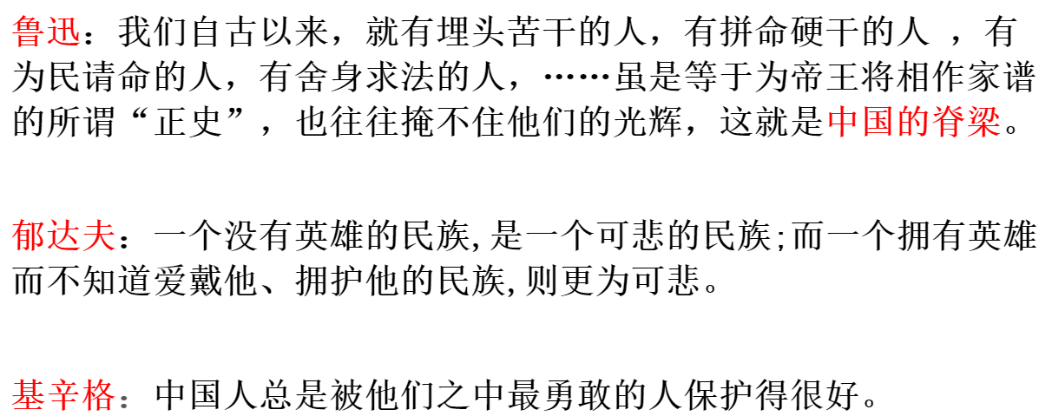 鲁迅：我们自古以来，就有埋头苦干的人，有拼命硬干的人 ，有
为民请命的人，有舍身求法的人，……虽是等于为帝王将相作家谱
的所谓“正史”，也往往掩不住他们的光辉，这就是中国的脊梁。
郁达夫：一个没有英雄的民族,是一个可悲的民族;而一个拥有英雄
而不知道爱戴他、拥护他的民族,则更为可悲。
基辛格：中国人总是被他们之中最勇敢的人保护得很好。